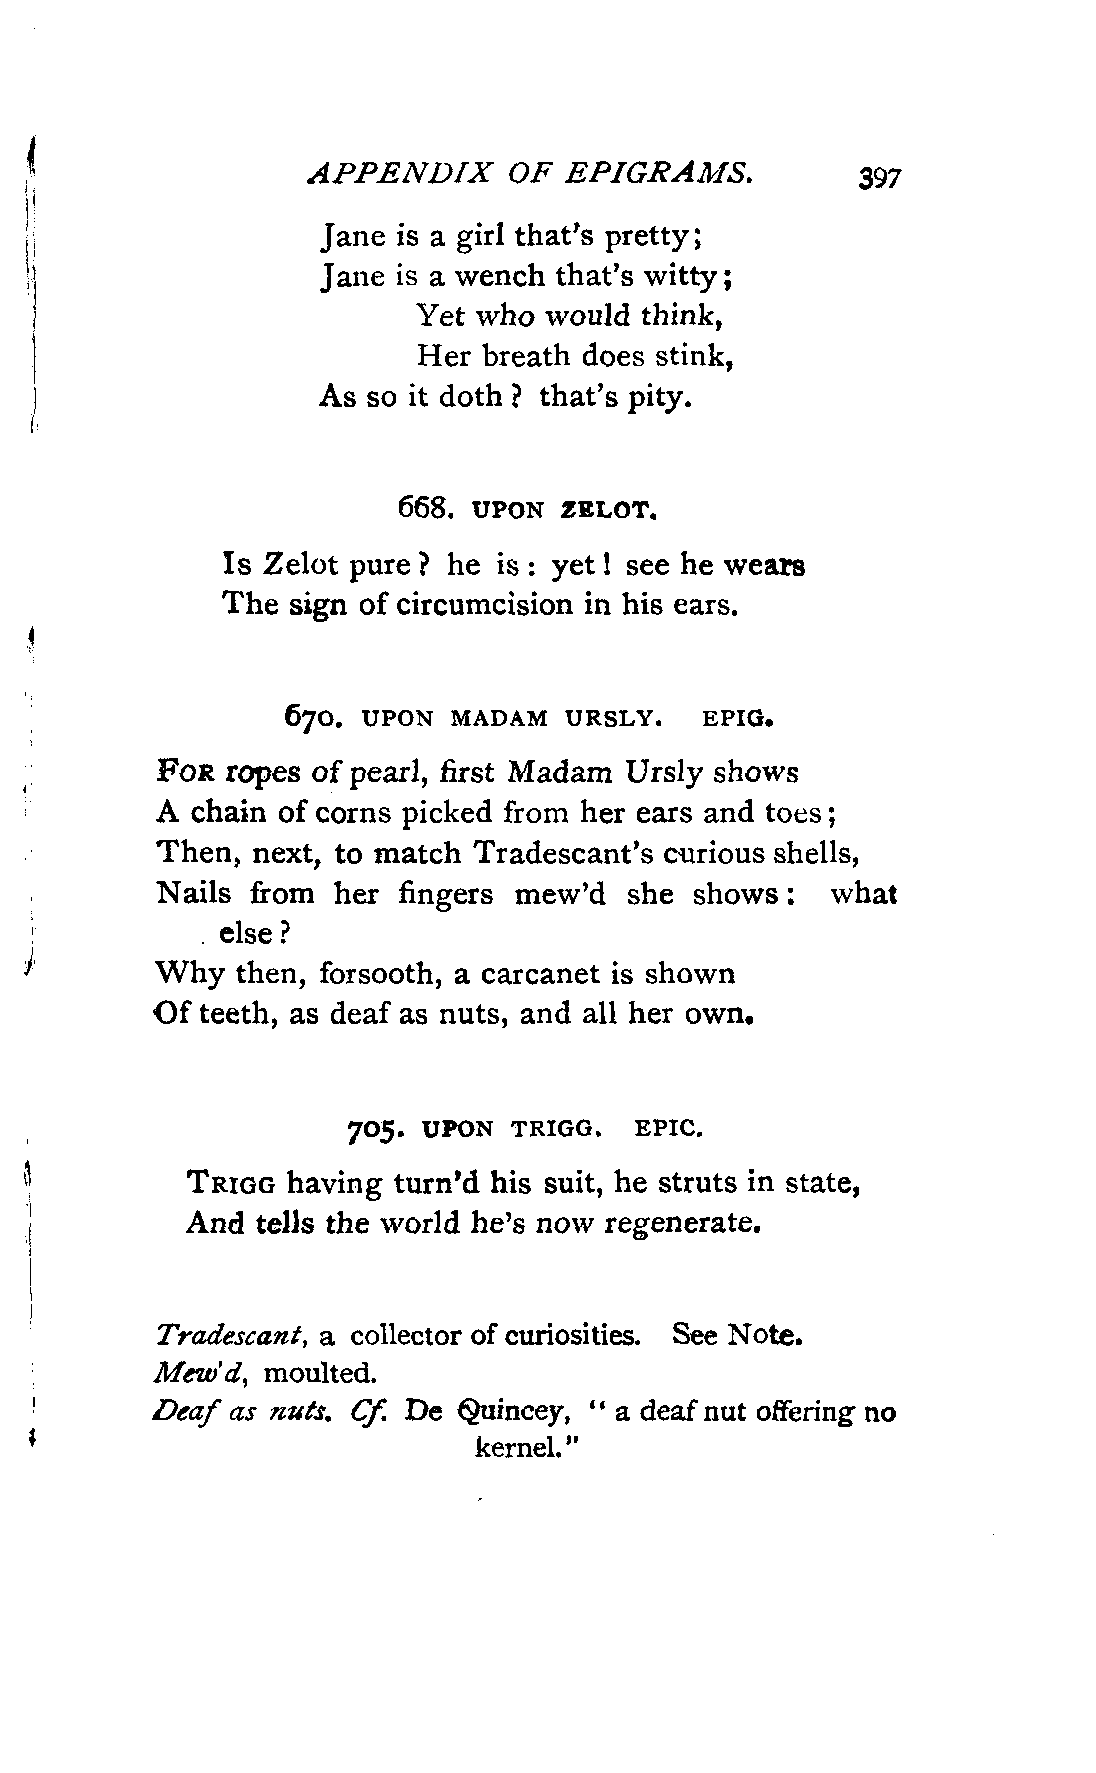 APPENDIX OF EPIGRAMS. 397
Jane is a girl that's pretty;
Jane is a wench that's witty;
Yet who would think,
Her breath does stink,
As so it doth? that's pity.
668. UPON ZELOT.
Is Zelot pure? he is: yet! see he wears
The sign of circumcision in his ears.
670. UPON MADAM URSLY. EPIG.
FOR ropes of pearl, first Madam Ursly shows
A chain of corns picked from her ears and toes;
Then, next, to match Tradescant's curious shells,
Nails from her fingers mew'd she shows: what
else?
Why then, forsooth, a carcanet is shown
Of teeth, as deaf as nuts, and all her own.
705. UPON TRIGG. EPIC.
TRIGG having turn'd his suit, he struts in state,
And tells the world he's now regenerate.
Tradescant, a collector of curiosities. See Note.
Mew'd, moulted.
Deaf as nuts. Cf. De Quincey, "a deaf nut offering no
kernel."